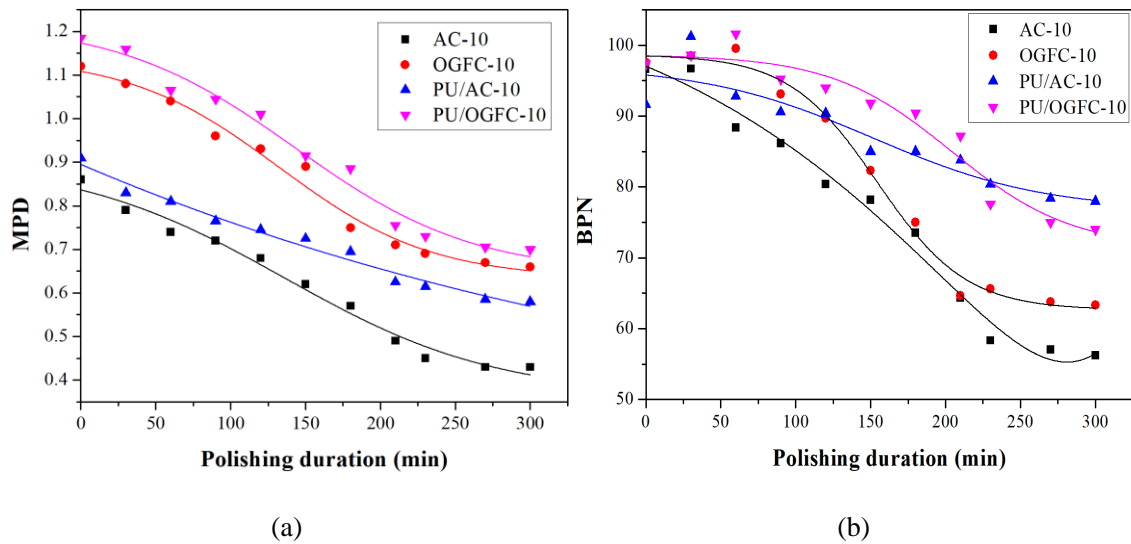 AC-10
OGFC-10
PU/AC-10
PU/OGFC-10
1.2
1.1
1.0
0.9
0.8
0.7
0.6
0.5
0.4
MPD
0 50 100 150 200 250 300
Polishing duration (min)
(a)
AC-10
OGFC-10
PU/AC-10
PU/OGFC-10
100
90
80
70
60
50
BPN
0 50 100 150 200 250 300
Polishing duration (min)
(b)